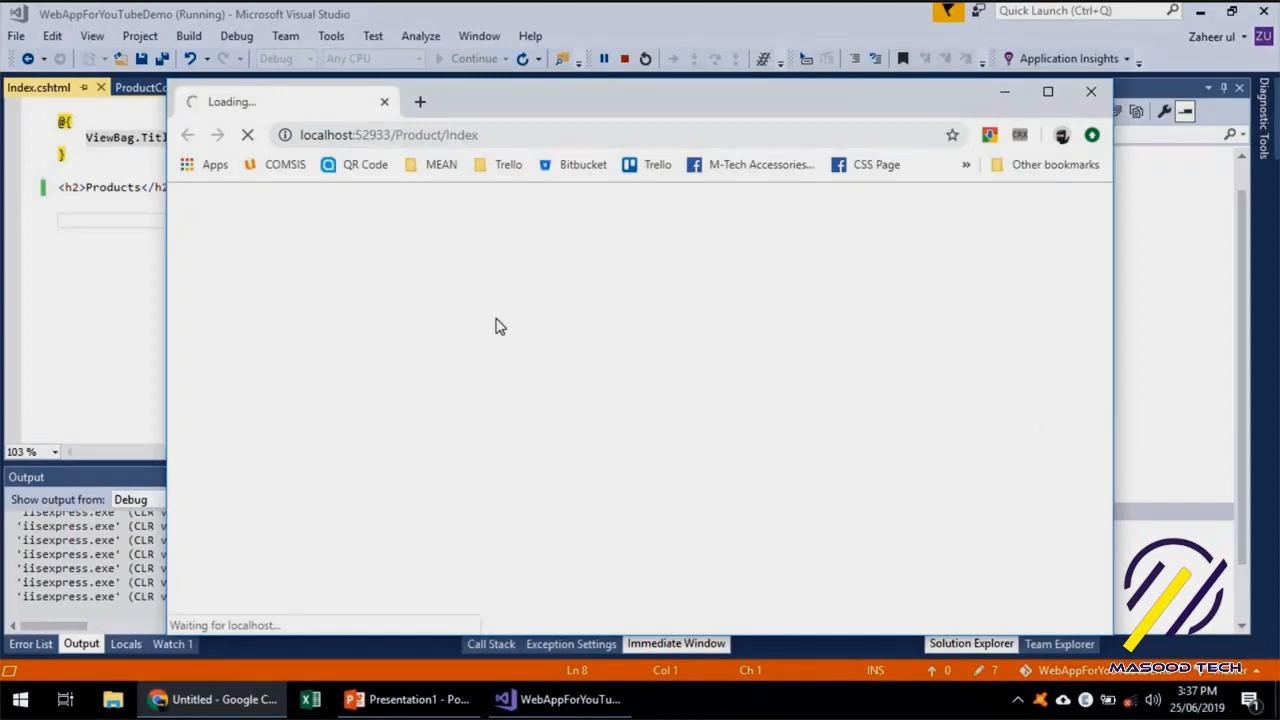 WebAppForYouTubeDemo (Running) - Microsoft Visual Studio
Quick Launch (Ctrl+Q)
File Edit View Project Build Debug Team Tools Test Analyze Window Help
Zaheer ul ZU
Debug Any CPU Continue Application Insights
Index.cshtml ProductCo
Loading...
localhost:52933/Product/Index
Apps COMSIS QR Code MEAN Trello Bitbucket Trello M-Tech Accessories... CSS Page » Other bookmarks
@{
ViewBag.Titl
}
<h2>Products</h2
Diagnostic Tools
103 %
Output
Show output from: Debug
'iisexpress.exe' (CLR v
'iisexpress.exe' (CLR v
'iisexpress.exe' (CLR v
'iisexpress.exe' (CLR v
'iisexpress.exe' (CLR v
'iisexpress.exe' (CLR v
'iisexpress.exe' (CLR v
Waiting for localhost...
Error List Output Locals Watch 1 Call Stack Exception Settings Immediate Window Solution Explorer Team Explorer
Ln 8 Col 1 Ch 1 INS 0 7 WebAppForYo
MASOOD TECH
Untitled - Google C... Presentation1 - Po... WebAppForYouTu...
3:37 PM
25/06/2019
1